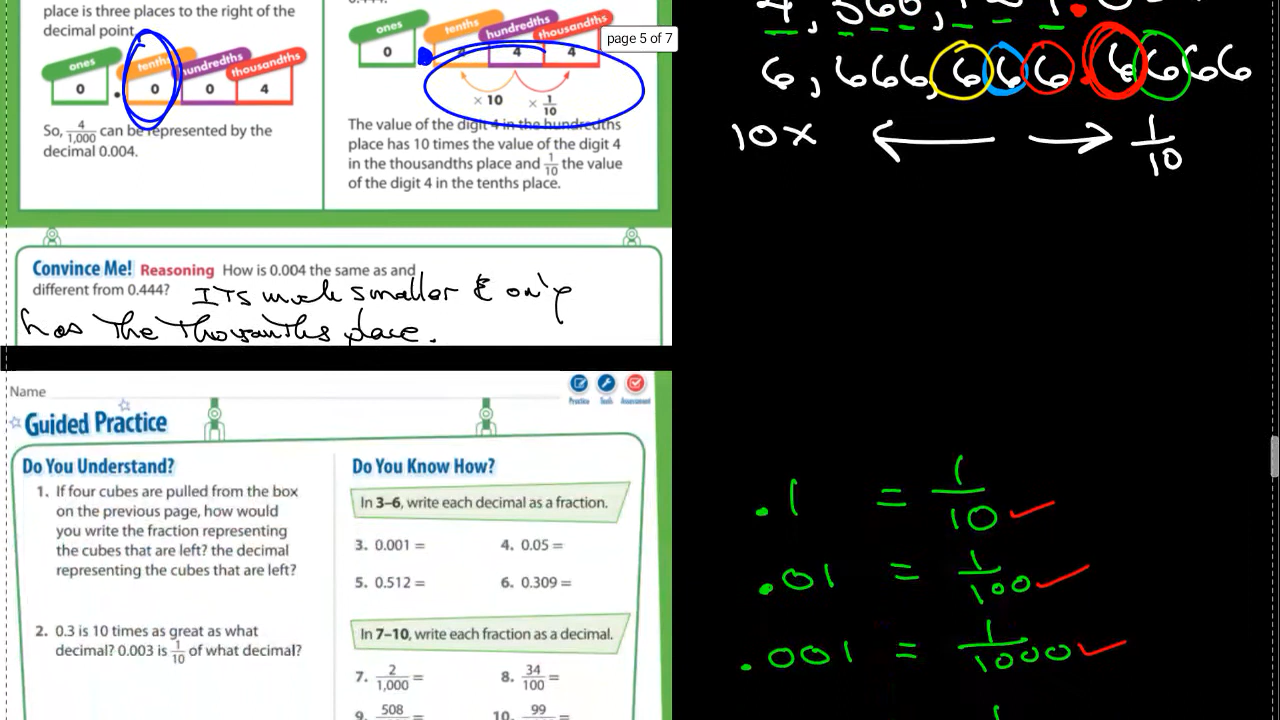 place is three places to the right of the
decimal point.
ones tenths hundredths thousandths
0 . 0 0 4
So, 4/1,000 can be represented by the
decimal 0.004.
ones tenths hundredths thousandths
0 . 4 4 4
× 10 × 1/10
The value of the digit 4 in the hundredths
place has 10 times the value of the digit 4
in the thousandths place and 1/10 the value
of the digit 4 in the tenths place.
page 5 of 7
6,666,666.6666
10x 1/10
Convince Me! Reasoning How is 0.004 the same as and
different from 0.444?
ITs much smaller & only
has The Thousanths place.
Name
Practice Tools Assessment
Guided Practice
Do You Understand?
1. If four cubes are pulled from the box
on the previous page, how would
you write the fraction representing
the cubes that are left? the decimal
representing the cubes that are left?
2. 0.3 is 10 times as great as what
decimal? 0.003 is 1/10 of what decimal?
Do You Know How?
In 3–6, write each decimal as a fraction.
3. 0.001 = 4. 0.05 =
5. 0.512 = 6. 0.309 =
In 7–10, write each fraction as a decimal.
7. 2/1,000 = 8. 34/100 =
9. 508 = 10. 99 =
.1 = 1/10
.01 = 1/100
.001 = 1/1000